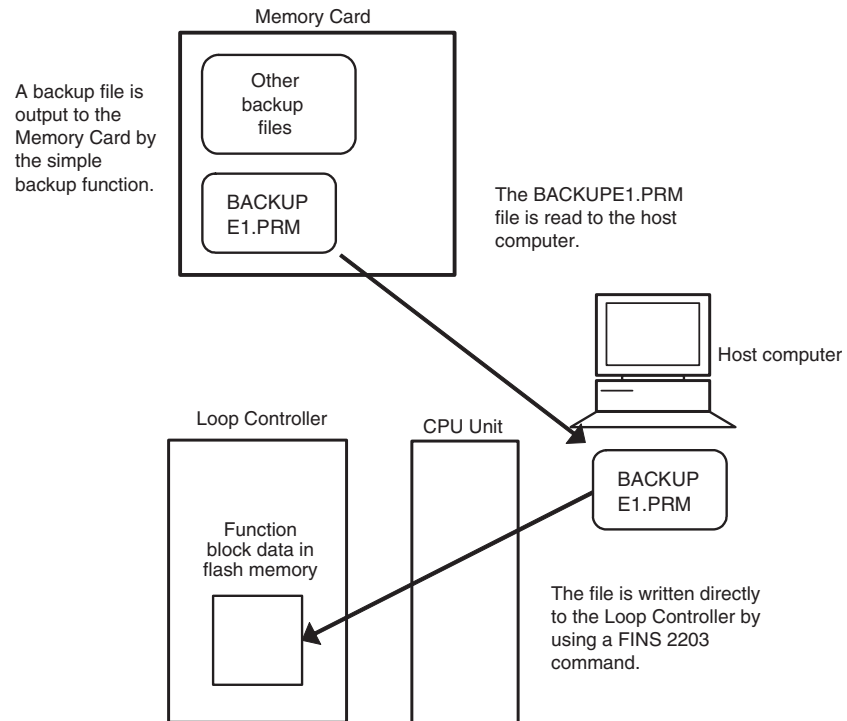 Memory Card
A backup file is
output to the
Memory Card by
the simple
backup function.
Other
backup
files
BACKUP
E1.PRM
The BACKUPE1.PRM
file is read to the host
computer.
Host computer
Loop Controller
CPU Unit
BACKUP
E1.PRM
Function
block data in
flash memory
The file is written directly
to the Loop Controller by
using a FINS 2203
command.